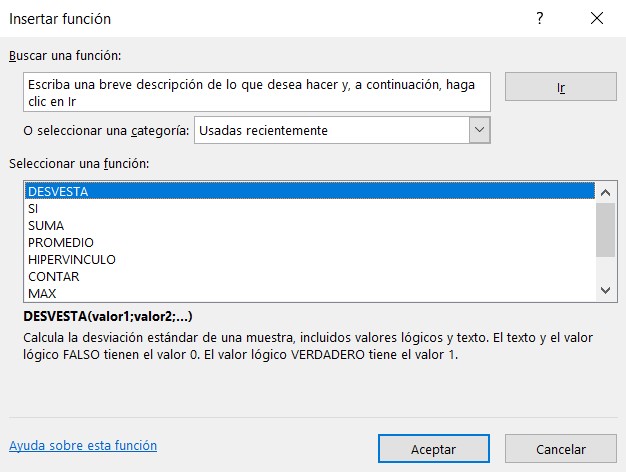 Insertar función
?
Buscar una función:
Escriba una breve descripción de lo que desea hacer y, a continuación, haga
clic en Ir
Ir
O seleccionar una categoría: Usadas recientemente
Seleccionar una función:
DESVESTA
SI
SUMA
PROMEDIO
HIPERVINCULO
CONTAR
MAX
DESVESTA(valor1;valor2;...)
Calcula la desviación estándar de una muestra, incluidos valores lógicos y texto. El texto y el valor
lógico FALSO tienen el valor 0. El valor lógico VERDADERO tiene el valor 1.
Ayuda sobre esta función
Aceptar
Cancelar